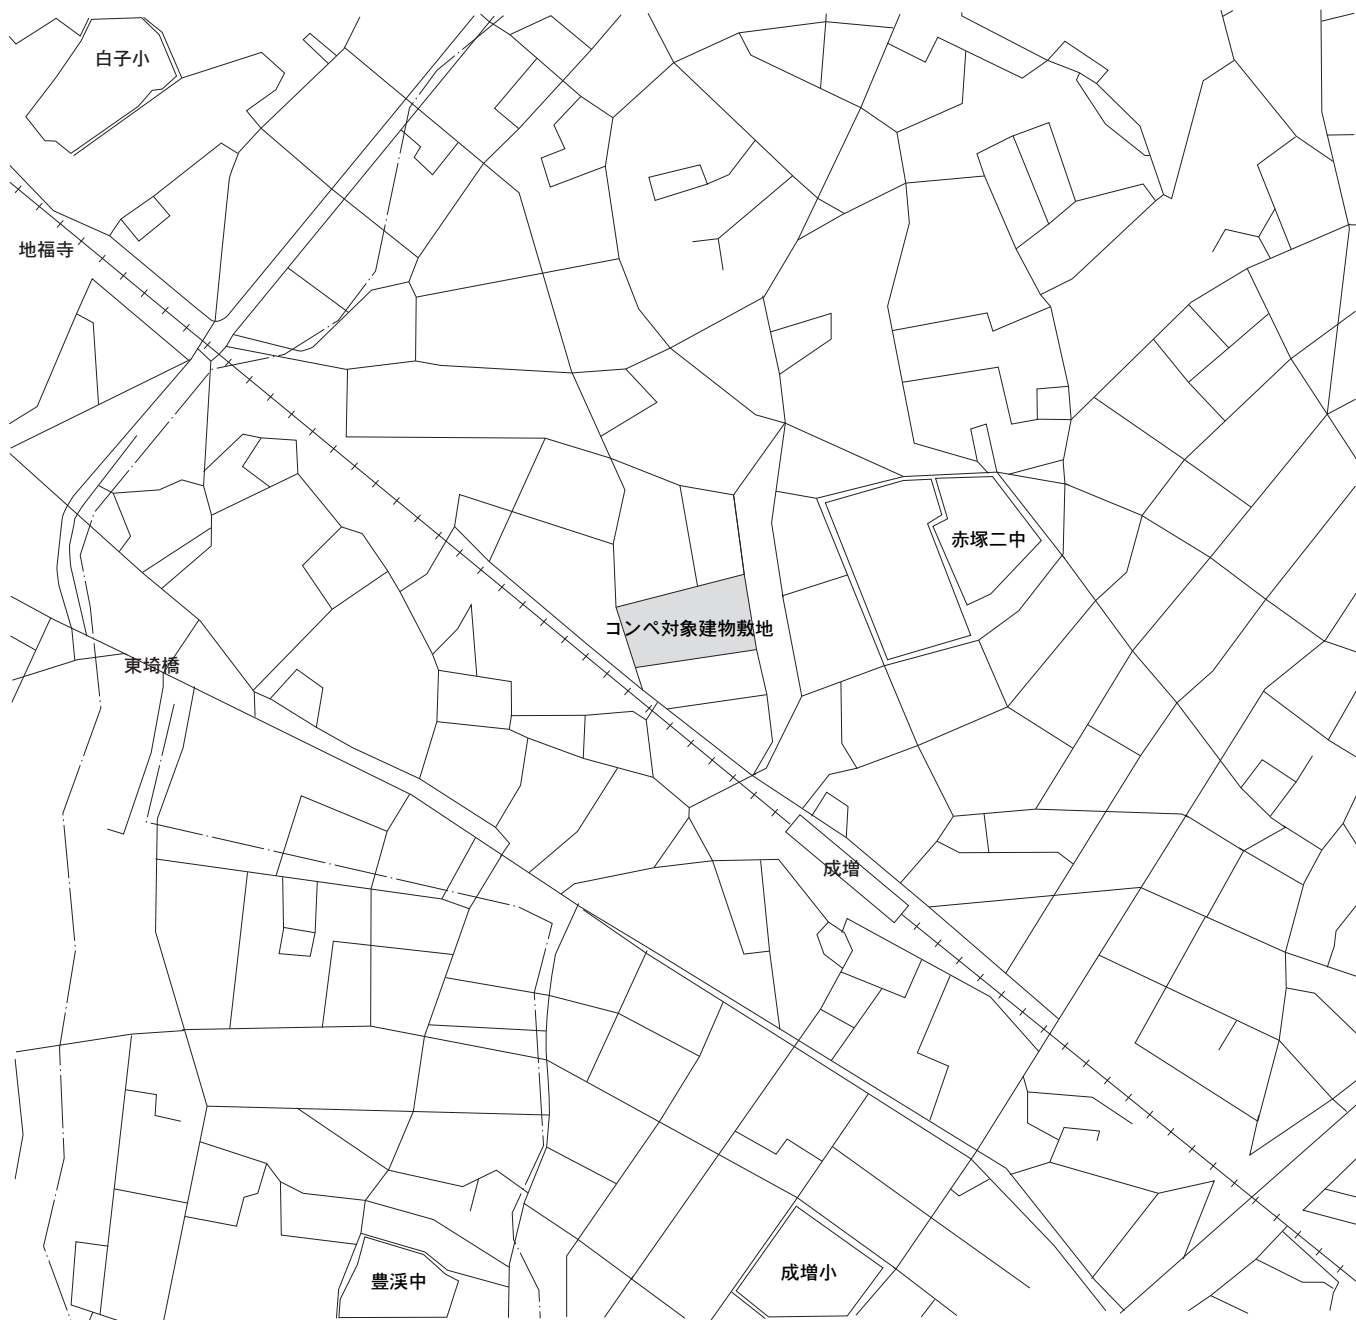 白子小
地福寺
赤塚二中
コンペ対象建物敷地
東埼橋
成増
豊渓中
成増小